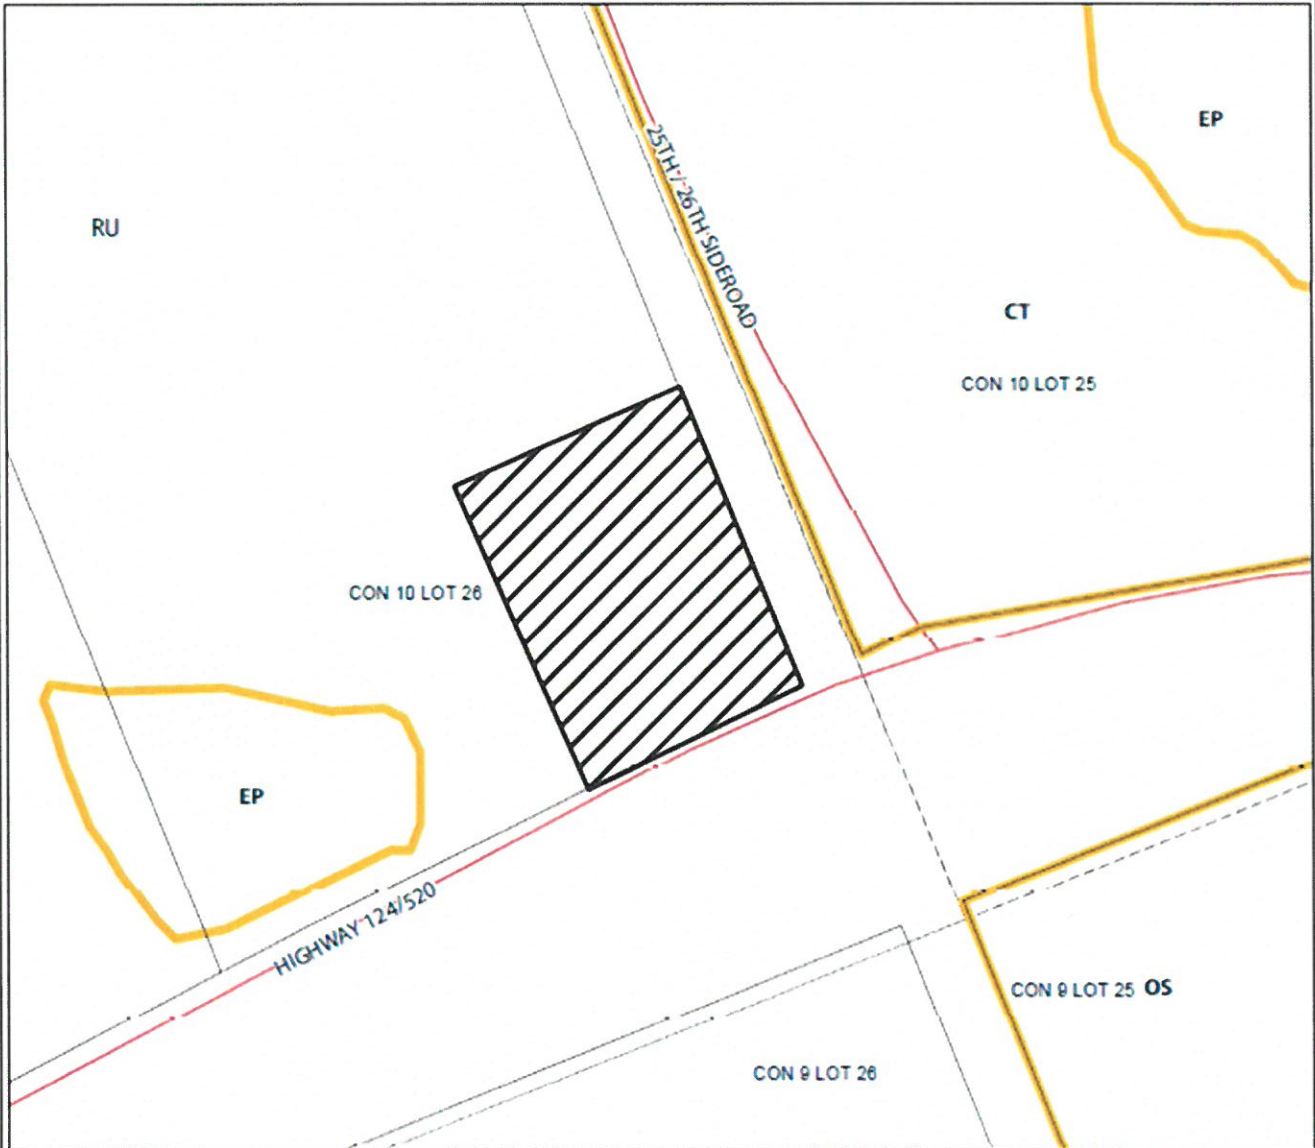 EP
25TH / 26TH SIDEROAD
RU
CT
CON 10 LOT 25
CON 10 LOT 26
EP
HIGHWAY 124/520
CON 9 LOT 25 OS
CON 9 LOT 26